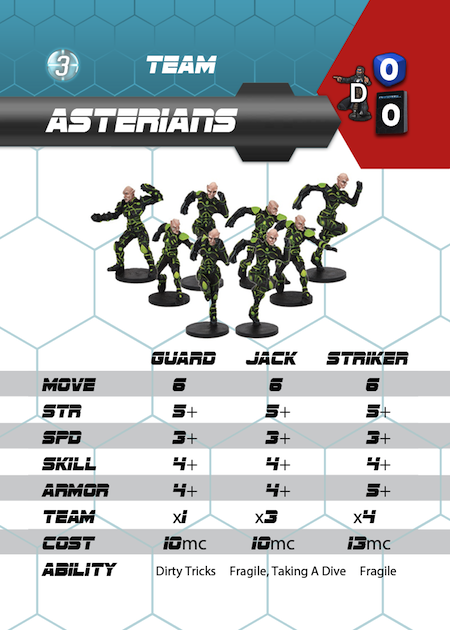 3 TEAM
0
D
0
ASTERIANS
GUARD JACK STRIKER
MOVE 6 6 6
STR 5+ 5+ 5+
SPD 3+ 3+ 3+
SKILL 4+ 4+ 4+
ARMOR 4+ 4+ 5+
TEAM x1 x3 x4
COST 10mc 10mc 13mc
ABILITY Dirty Tricks Fragile, Taking A Dive Fragile